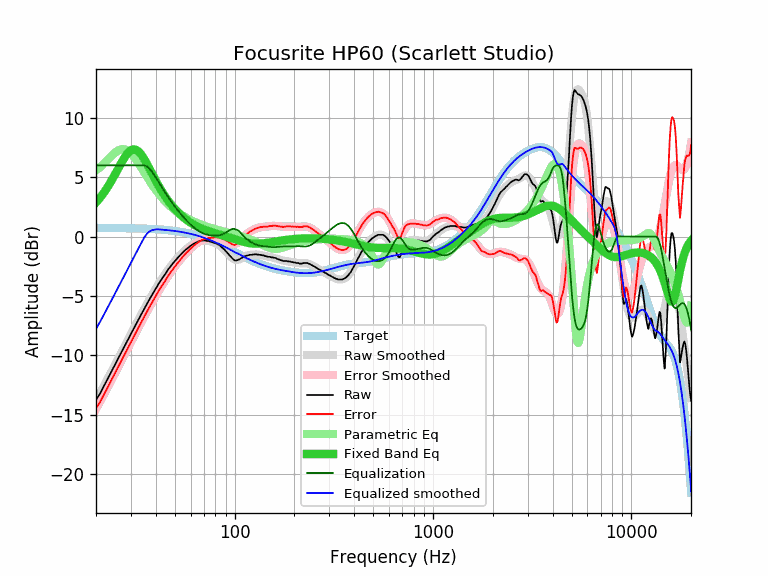 Focusrite HP60 (Scarlett Studio)
10
5
0
−5
−10
−15
−20
Amplitude (dBr)
Target
Raw Smoothed
Error Smoothed
Raw
Error
Parametric Eq
Fixed Band Eq
Equalization
Equalized smoothed
100
1000
10000
Frequency (Hz)